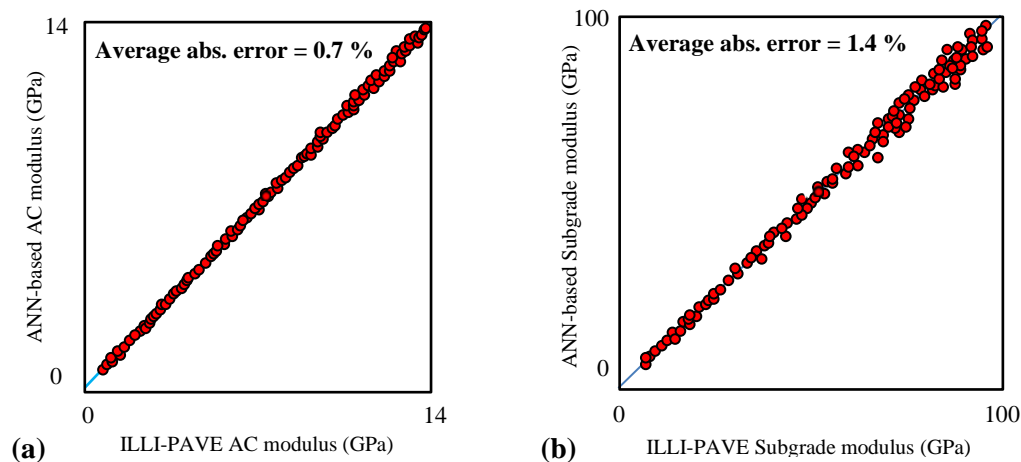 14
Average abs. error = 0.7 %
ANN-based AC modulus (GPa)
0
0
14
(a)
ILLI-PAVE AC modulus (GPa)
100
Average abs. error = 1.4 %
ANN-based Subgrade modulus (GPa)
0
0
100
(b)
ILLI-PAVE Subgrade modulus (GPa)